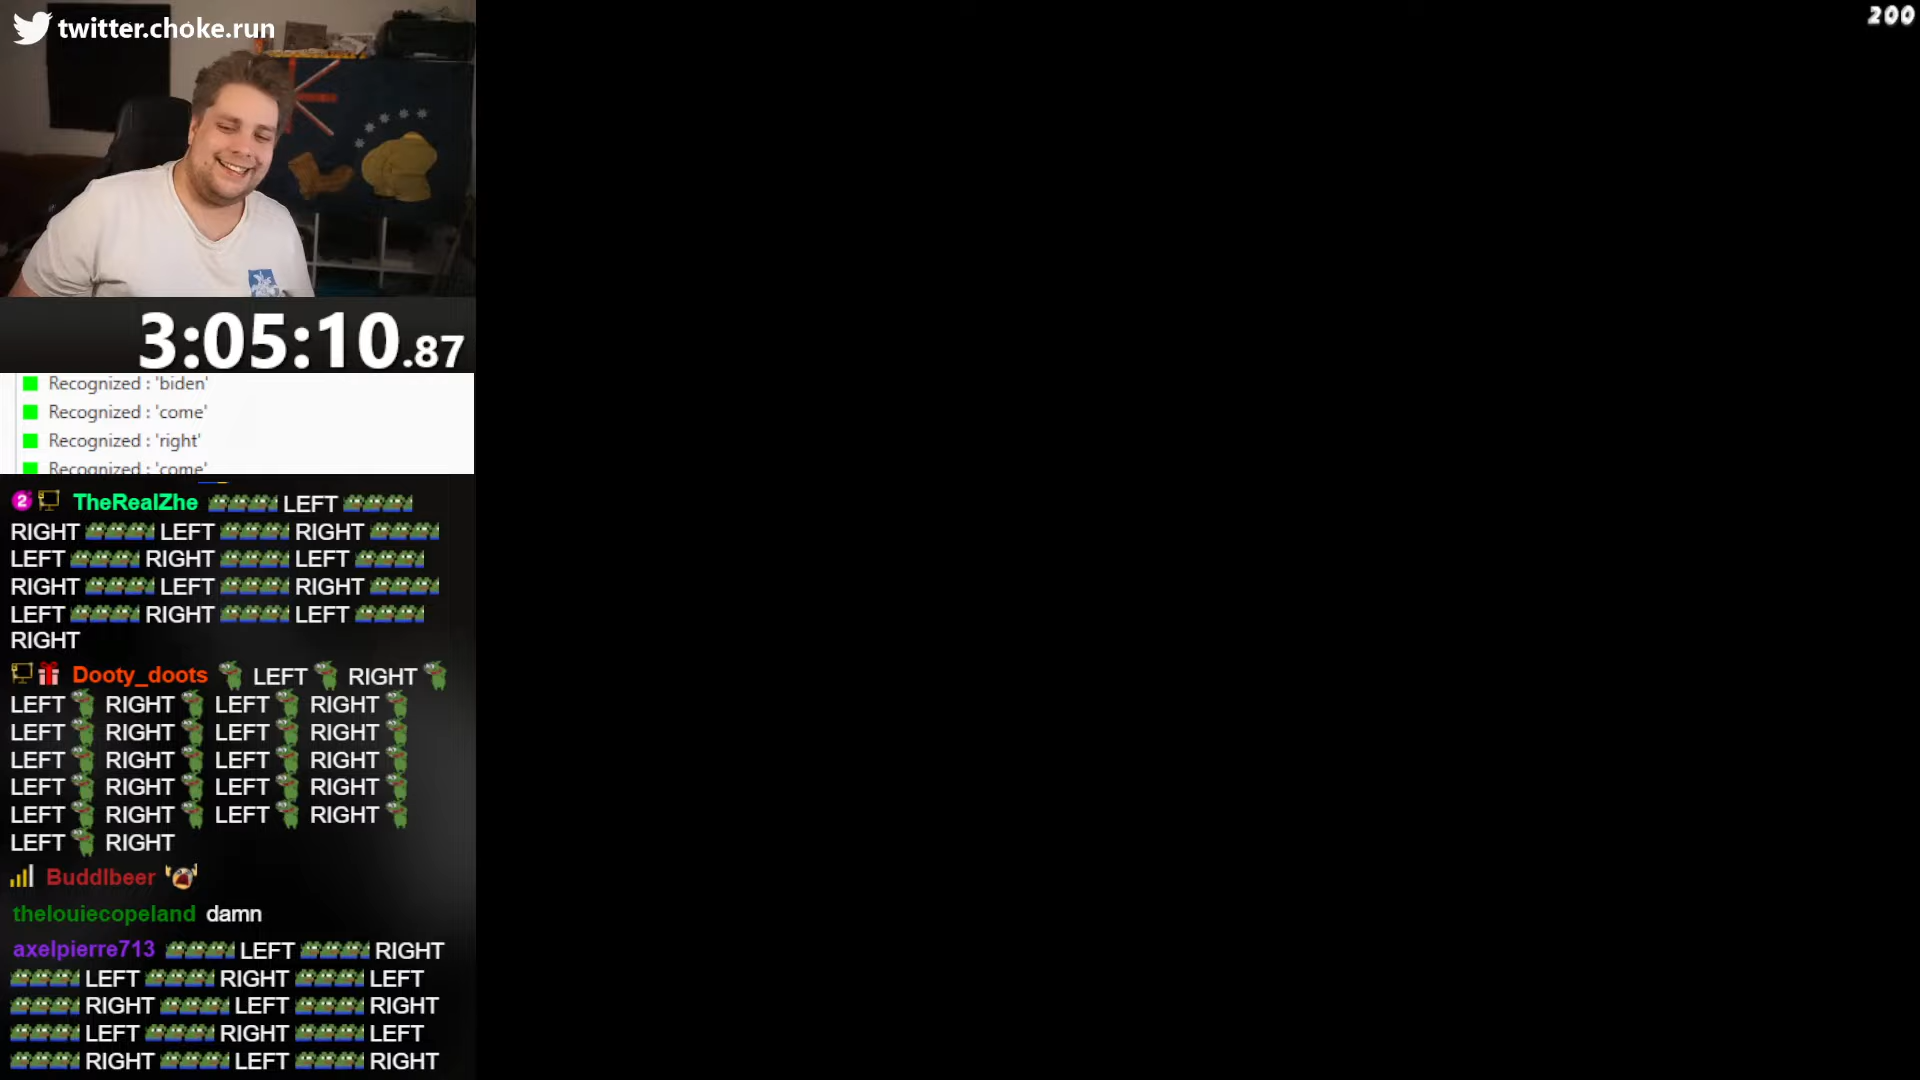 twitter.choke.run
200
3:05:10.87
Recognized : 'biden'
Recognized : 'come'
Recognized : 'right'
Recognized : 'come'
2 TheRealZhe LEFT
RIGHT LEFT RIGHT
LEFT RIGHT LEFT
RIGHT LEFT RIGHT
LEFT RIGHT LEFT
RIGHT
Dooty_doots LEFT RIGHT
LEFT RIGHT LEFT RIGHT
LEFT RIGHT LEFT RIGHT
LEFT RIGHT LEFT RIGHT
LEFT RIGHT LEFT RIGHT
LEFT RIGHT LEFT RIGHT
LEFT RIGHT
Buddlbeer
thelouiecopeland damn
axelpierre713 LEFT RIGHT
LEFT RIGHT LEFT
RIGHT LEFT RIGHT
LEFT RIGHT LEFT
RIGHT LEFT RIGHT